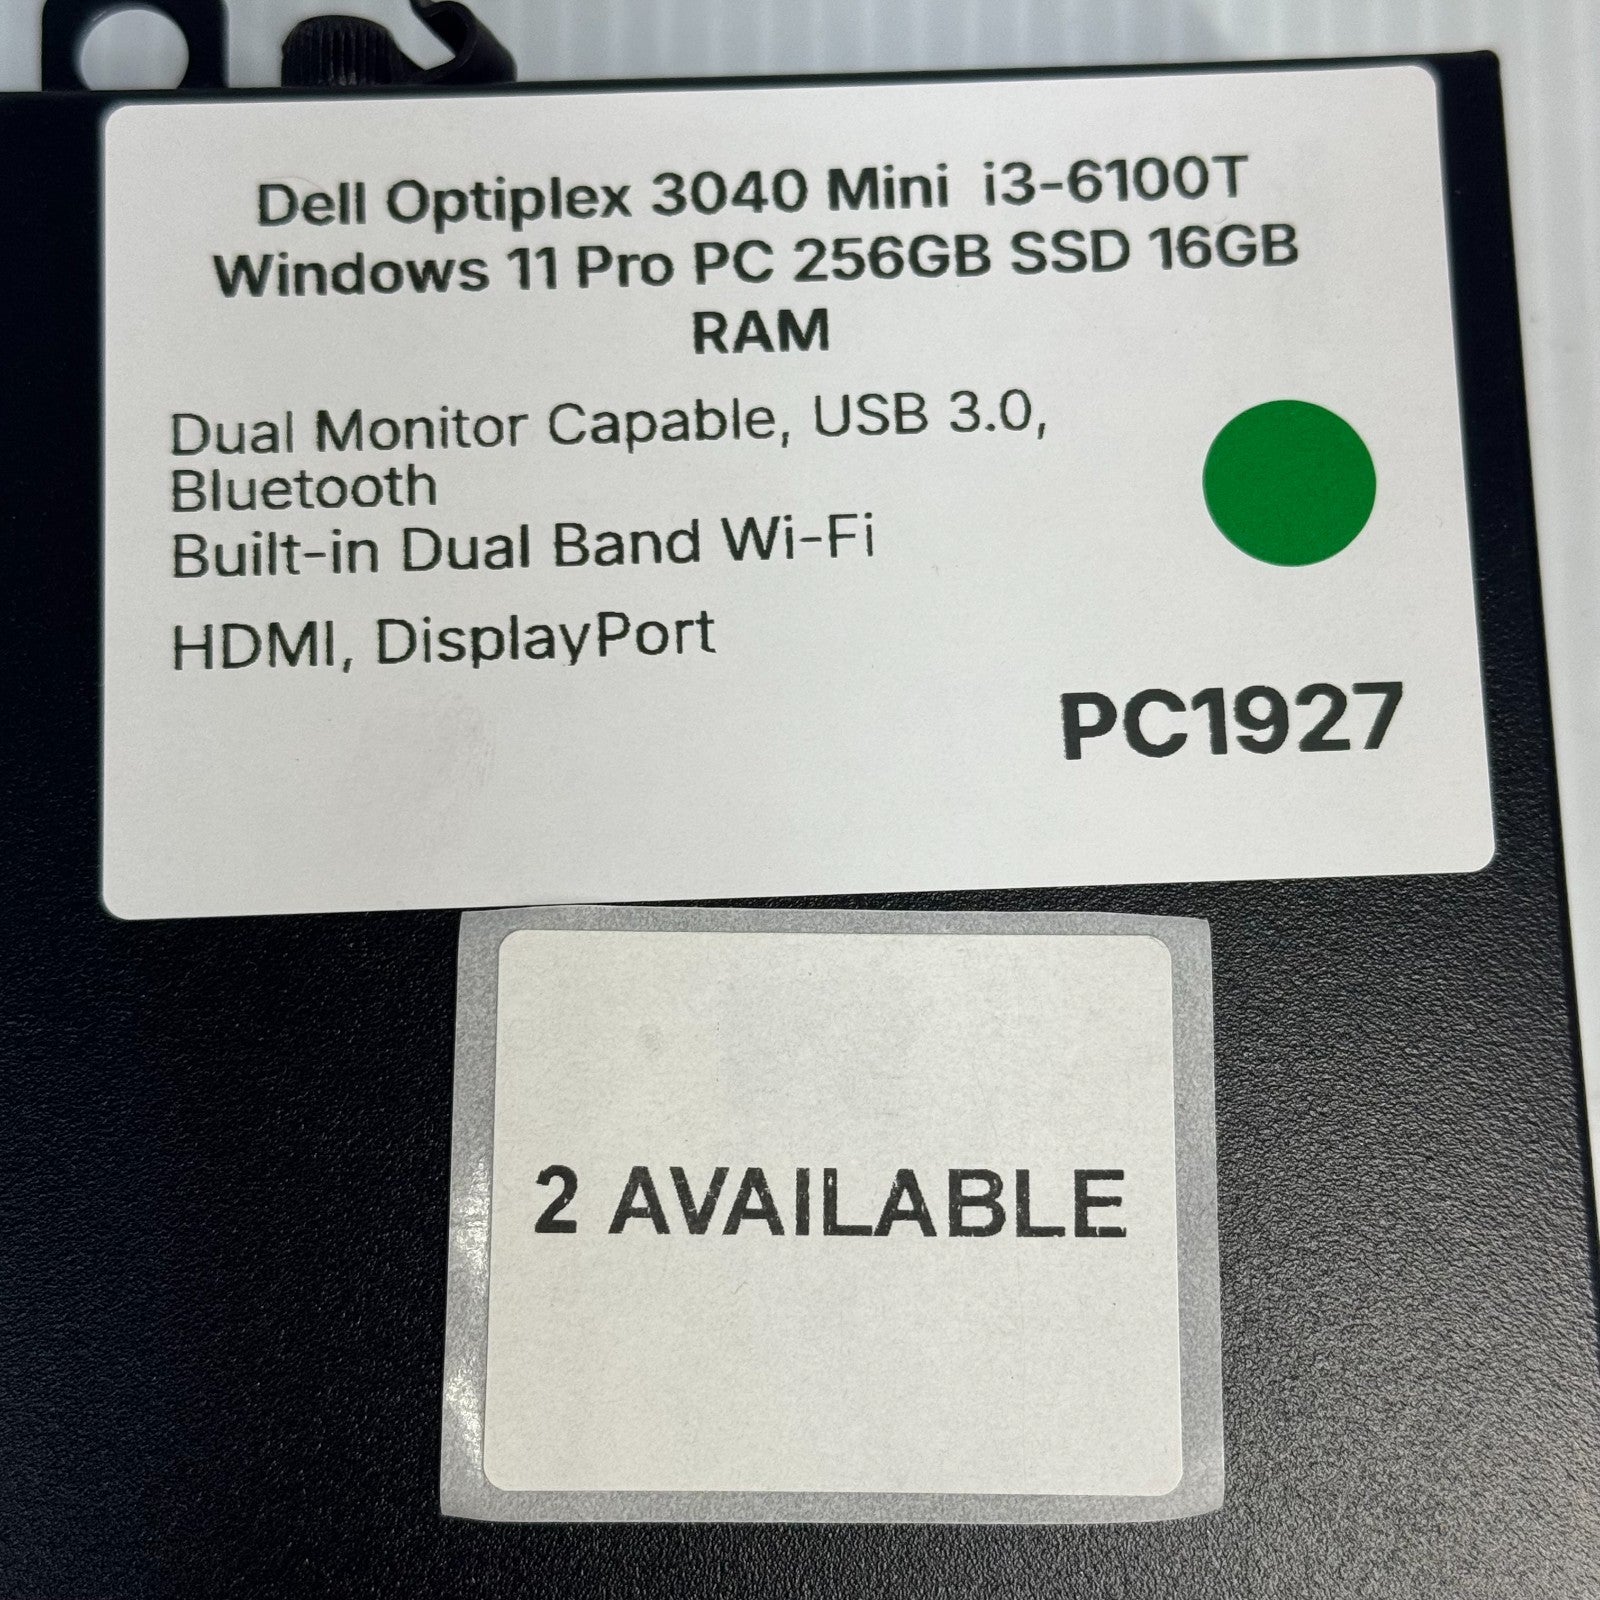 Dell Optiplex 3040 Mini i3-6100T
Windows 11 Pro PC 256GB SSD 16GB
RAM
Dual Monitor Capable, USB 3.0,
Bluetooth
Built-in Dual Band Wi-Fi
HDMI, DisplayPort
PC1927
2 AVAILABLE